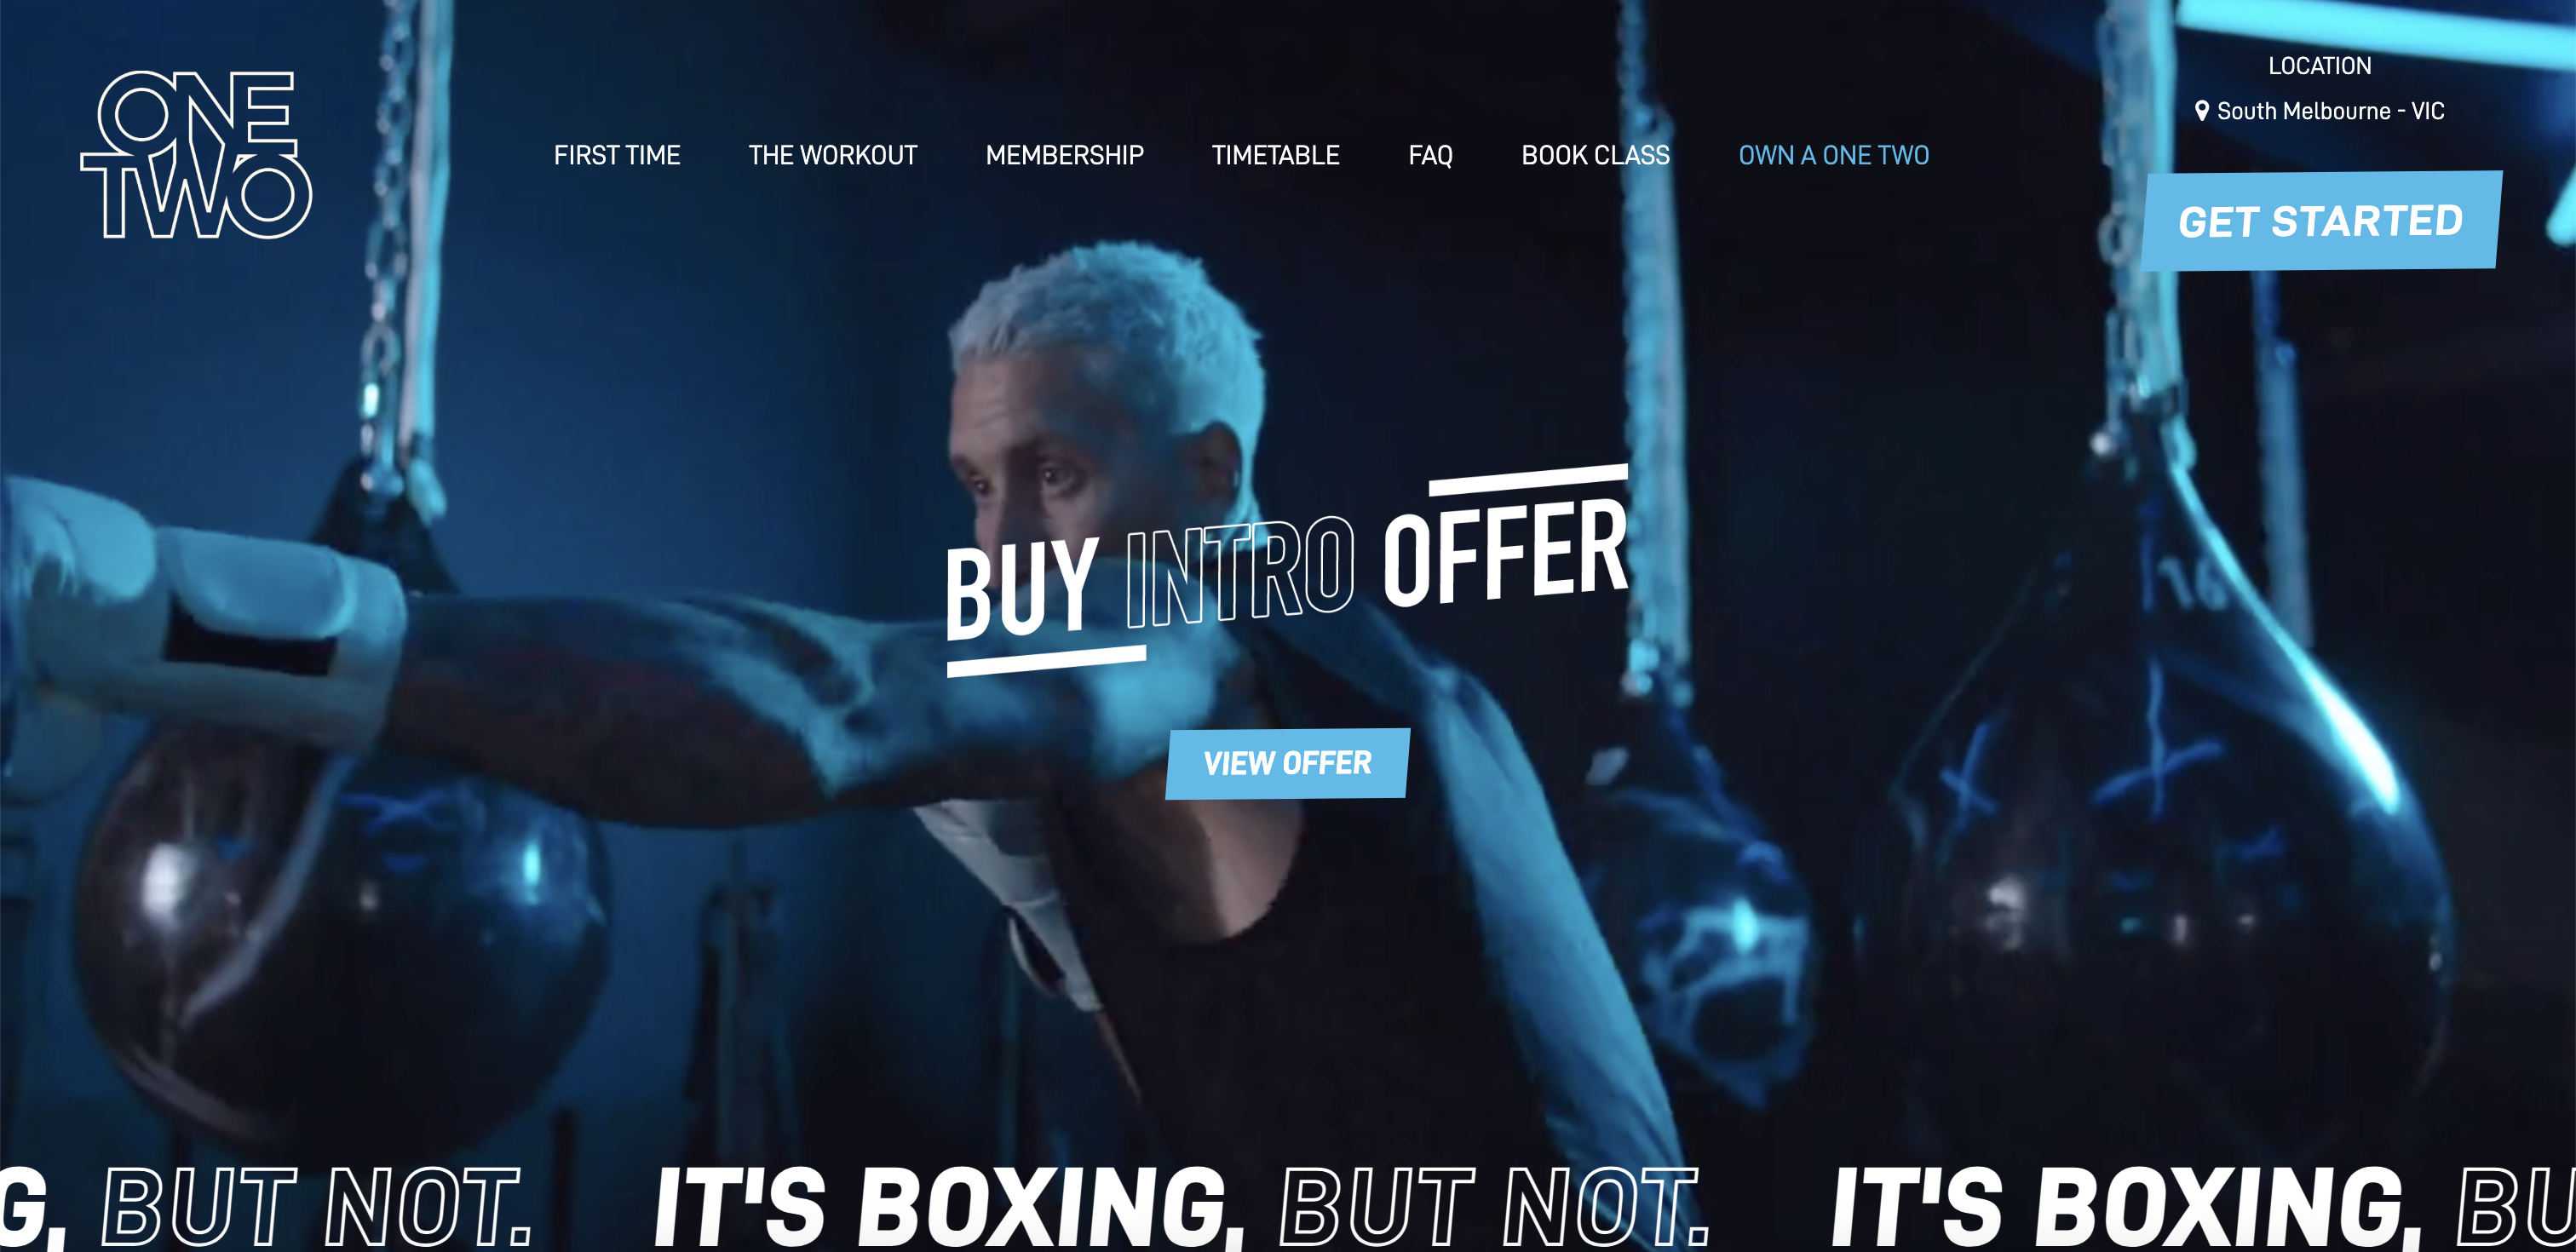 ONE
TWO
FIRST TIME
THE WORKOUT
MEMBERSHIP
TIMETABLE
FAQ
BOOK CLASS
OWN A ONE TWO
LOCATION
South Melbourne - VIC
GET STARTED
BUY INTRO OFFER
VIEW OFFER
16
G, BUT NOT. IT'S BOXING, BUT NOT. IT'S BOXING, BU